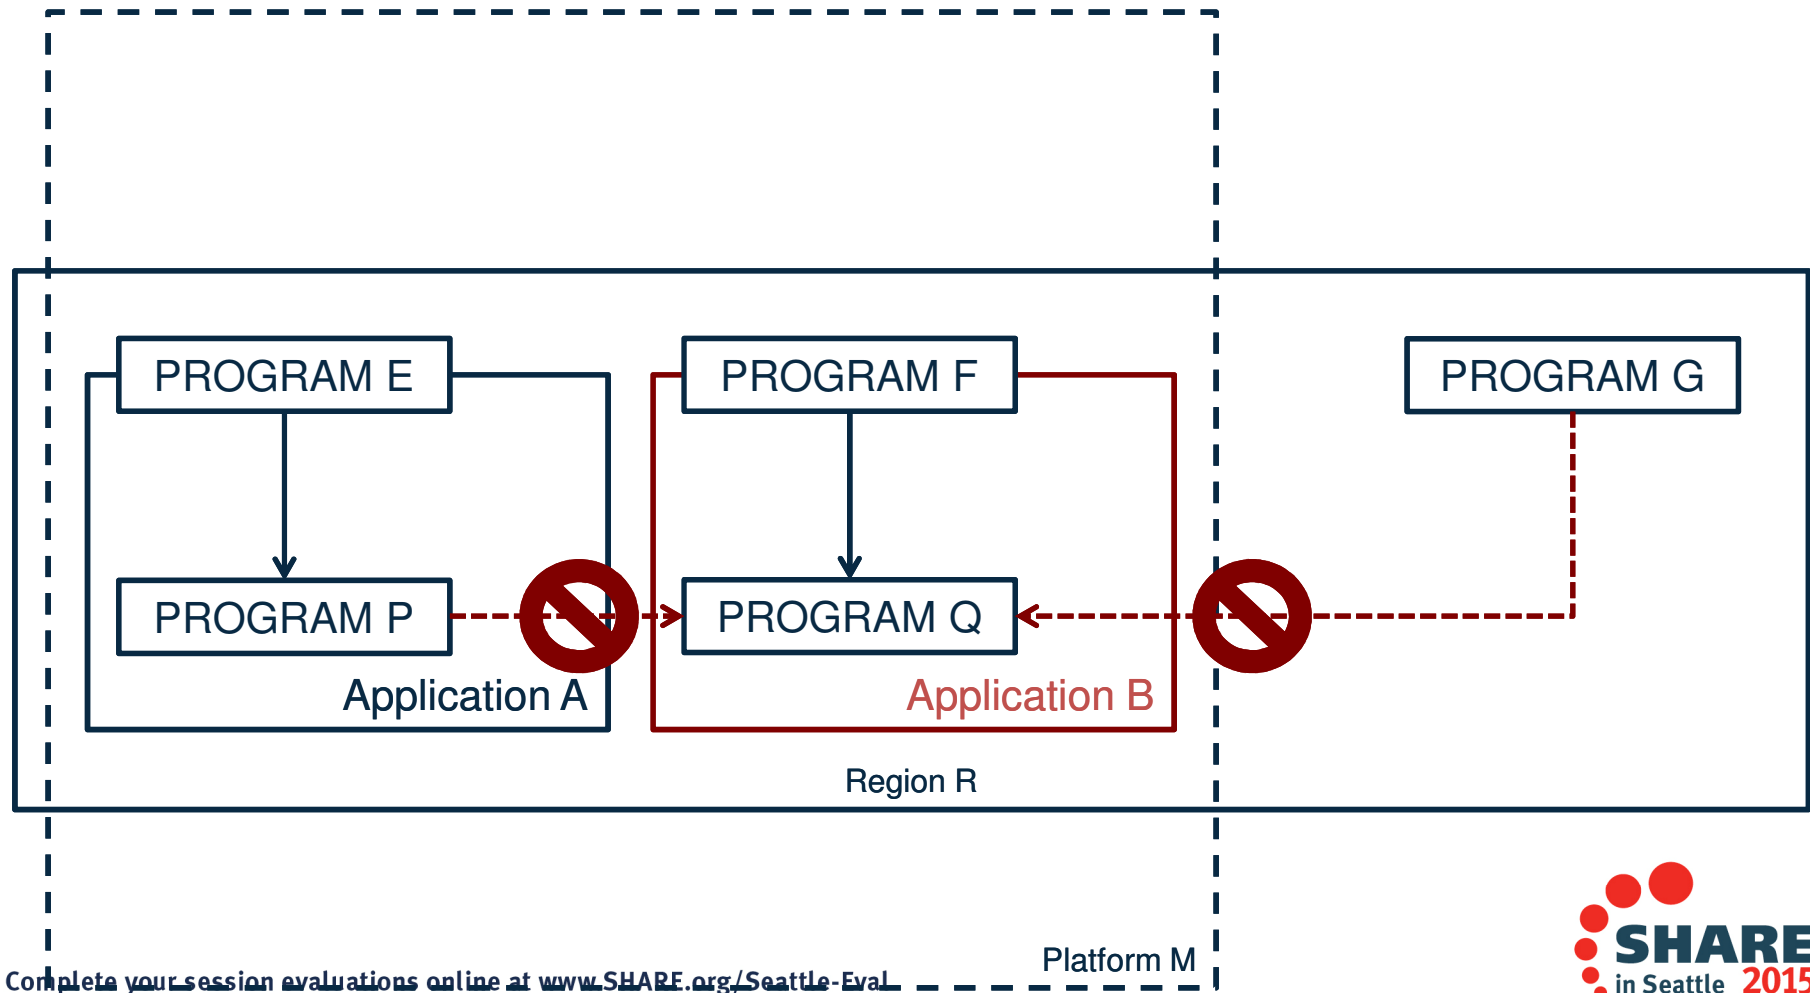 PROGRAM E
PROGRAM F
PROGRAM G
PROGRAM P
PROGRAM Q
Application A
Application B
Region R
Platform M
Complete your session evaluations online at www.SHARE.org/Seattle-Eval
SHARE
in Seattle 2015